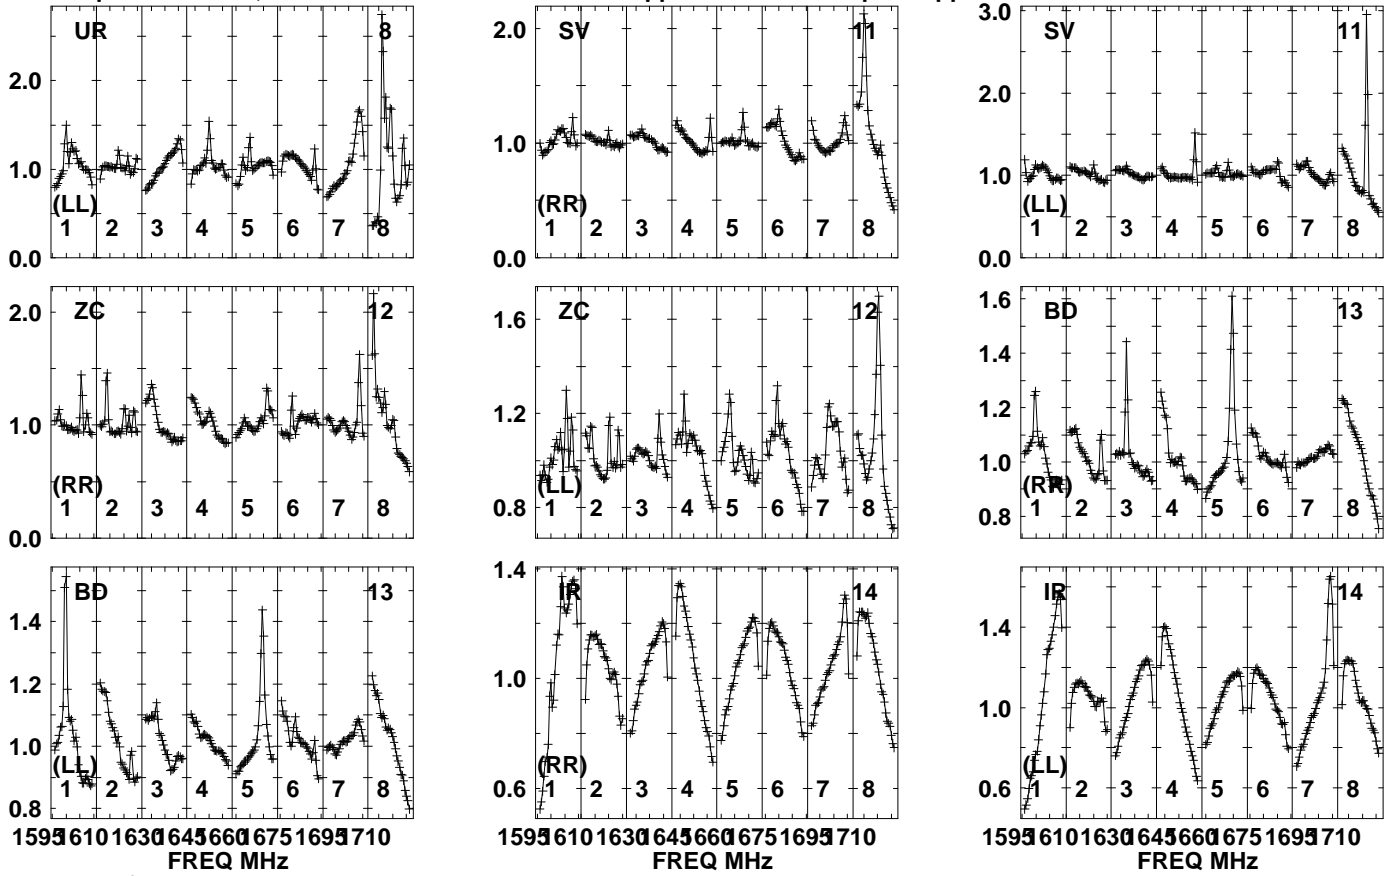 UR 8 SV 11 SV 11
2.0 1.0 0.0 (LL) 1 2 3 4 5 6 7 8
2.0 1.0 0.0 (RR) 1 2 3 4 5 6 7 8
3.0 2.0 1.0 0.0 (LL) 1 2 3 4 5 6 7 8
ZC 12 ZC 12 BD 13
2.0 1.0 0.0 (RR) 1 2 3 4 5 6 7 8
1.6 1.2 0.8 (LL) 1 2 3 4 5 6 7 8
1.6 1.4 1.2 1.0 0.8 (RR) 1 2 3 4 5 6 7 8
BD 13 IR 14 IR 14
1.4 1.2 1.0 0.8 (LL) 1 2 3 4 5 6 7 8
1.4 1.0 0.6 (RR) 1 2 3 4 5 6 7 8
1.4 1.0 0.6 (LL) 1 2 3 4 5 6 7 8
1595 1610 1630 1645 1660 1675 1695 1710
FREQ MHz
1595 1610 1630 1645 1660 1675 1695 1710
FREQ MHz
1595 1610 1630 1645 1660 1675 1695 1710
FREQ MHz